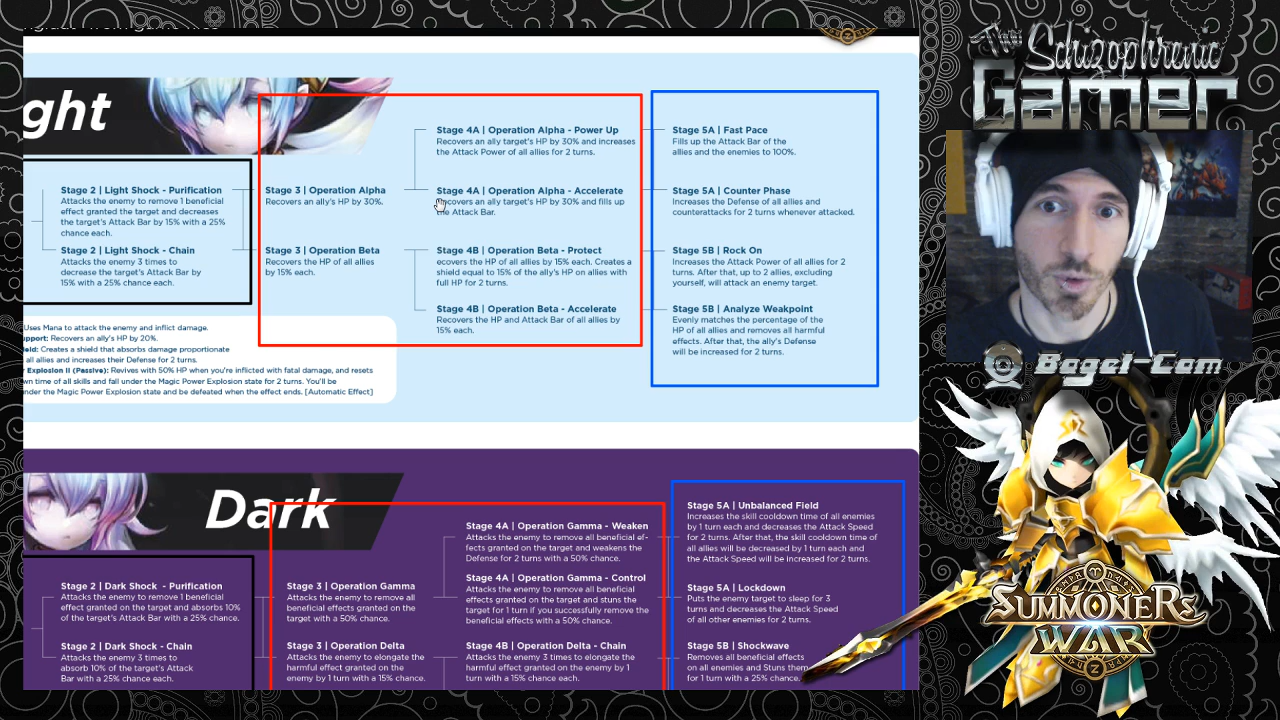 The
Schizophrenic
Gamer
ght
Stage 2 | Light Shock - Purification
Attacks the enemy to remove 1 beneficial
effect granted the target and decreases
the target's Attack Bar by 15% with a 25%
chance each.
Stage 2 | Light Shock - Chain
Attacks the enemy 3 times to
decrease the target's Attack Bar by
15% with a 25% chance each.
Stage 3 | Operation Alpha
Recovers an ally's HP by 30%.
Stage 3 | Operation Beta
Recovers the HP of all allies
by 15% each.
Stage 4A | Operation Alpha - Power Up
Recovers an ally target's HP by 30% and increases
the Attack Power of all allies for 2 turns.
Stage 4A | Operation Alpha - Accelerate
ecovers an ally target's HP by 30% and fills up
e Attack Bar.
Stage 4B | Operation Beta - Protect
ecovers the HP of all allies by 15% each. Creates a
shield equal to 15% of the ally's HP on allies with
full HP for 2 turns.
Stage 4B | Operation Beta - Accelerate
Recovers the HP and Attack Bar of all allies by
15% each.
Stage 5A | Fast Pace
Fills up the Attack Bar of the
allies and the enemies to 100%.
Stage 5A | Counter Phase
Increases the Defense of all allies and
counterattacks for 2 turns whenever attacked.
Stage 5B | Rock On
Increases the Attack Power of all allies for 2
turns. After that, up to 2 allies, excluding
yourself, will attack an enemy target.
Stage 5B | Analyze Weakpoint
Evenly matches the percentage of the
HP of all allies and removes all harmful
effects. After that, the ally's Defense
will be increased for 2 turns.
Uses Mana to attack the enemy and inflict damage.
pport: Recovers an ally's HP by 20%.
eld: Creates a shield that absorbs damage proportionate
all allies and increases their Defense for 2 turns.
r Explosion II (Passive): Revives with 50% HP when you're inflicted with fatal damage, and resets
wn time of all skills and fall under the Magic Power Explosion state for 2 turns. You'll be
nder the Magic Power Explosion state and be defeated when the effect ends. [Automatic Effect]
Boget Cam
Dark
Stage 2 | Dark Shock - Purification
Attacks the enemy to remove 1 beneficial
effect granted on the target and absorbs 10%
of the target's Attack Bar with a 25% chance.
Stage 2 | Dark Shock - Chain
Attacks the enemy 3 times to
absorb 10% of the target's Attack
Bar with a 25% chance each.
Stage 3 | Operation Gamma
Attacks the enemy to remove all
beneficial effects granted on the
target with a 50% chance.
Stage 3 | Operation Delta
Attacks the enemy to elongate the
harmful effect granted on the
enemy by 1 turn with a 15% chance.
Stage 4A | Operation Gamma - Weaken
Attacks the enemy to remove all beneficial ef-
fects granted on the target and weakens the
Defense for 2 turns with a 50% chance.
Stage 4A | Operation Gamma - Control
Attacks the enemy to remove all beneficial
effects granted on the target and stuns the
target for 1 turn if you successfully remove the
beneficial effects with a 50% chance.
Stage 4B | Operation Delta - Chain
Attacks the enemy 3 times to elongate the
harmful effect granted on the enemy by 1
turn with a 15% chance each.
Stage 5A | Unbalanced Field
Increases the skill cooldown time of all enemies
by 1 turn each and decreases the Attack Speed
for 2 turns. After that, the skill cooldown time of
all allies will be decreased by 1 turn each and
the Attack Speed will be increased for 2 turns.
Stage 5A | Lockdown
Puts the enemy target to sleep for 3
turns and decreases the Attack Speed
of all other enemies for 2 turns.
Stage 5B | Shockwave
Removes all beneficial effects
on all enemies and Stuns them
for 1 turn with a 25% chance.
SUMMONERS
WAR